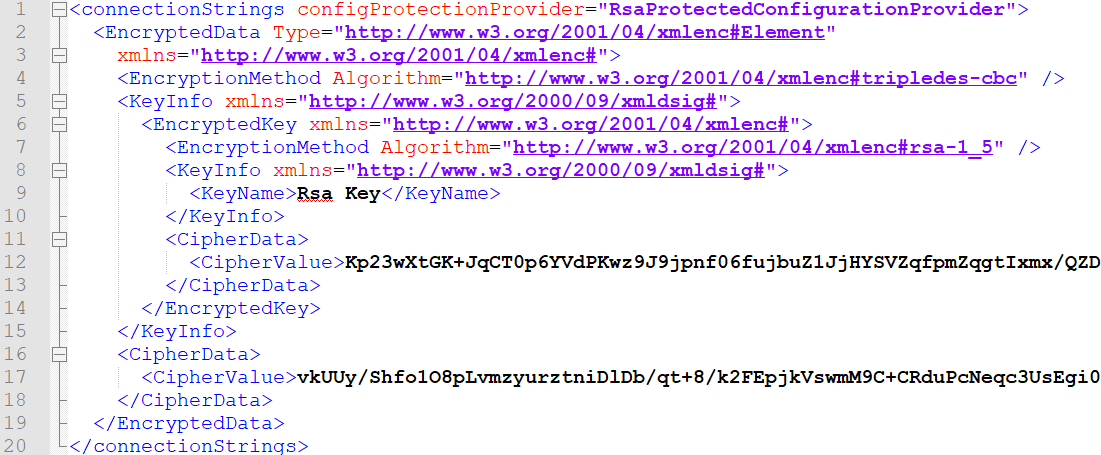 1 <connectionStrings configProtectionProvider="RsaProtectedConfigurationProvider">
2 <EncryptedData Type="http://www.w3.org/2001/04/xmlenc#Element"
3 xmlns="http://www.w3.org/2001/04/xmlenc#">
4 <EncryptionMethod Algorithm="http://www.w3.org/2001/04/xmlenc#tripledes-cbc" />
5 <KeyInfo xmlns="http://www.w3.org/2000/09/xmldsig#">
6 <EncryptedKey xmlns="http://www.w3.org/2001/04/xmlenc#">
7 <EncryptionMethod Algorithm="http://www.w3.org/2001/04/xmlenc#rsa-1_5" />
8 <KeyInfo xmlns="http://www.w3.org/2000/09/xmldsig#">
9 <KeyName>Rsa Key</KeyName>
10 </KeyInfo>
11 <CipherData>
12 <CipherValue>Kp23wXtGK+JqCT0p6YVdPKwz9J9jpnf06fujbuZ1JjHYSVZqfpmZqgtIxmx/QZD
13 </CipherData>
14 </EncryptedKey>
15 </KeyInfo>
16 <CipherData>
17 <CipherValue>vkUUy/Shfo1O8pLvmzyurztniDlDb/qt+8/k2FEpjkVswmM9C+CRduPcNeqc3UsEgi0
18 </CipherData>
19 </EncryptedData>
20 </connectionStrings>